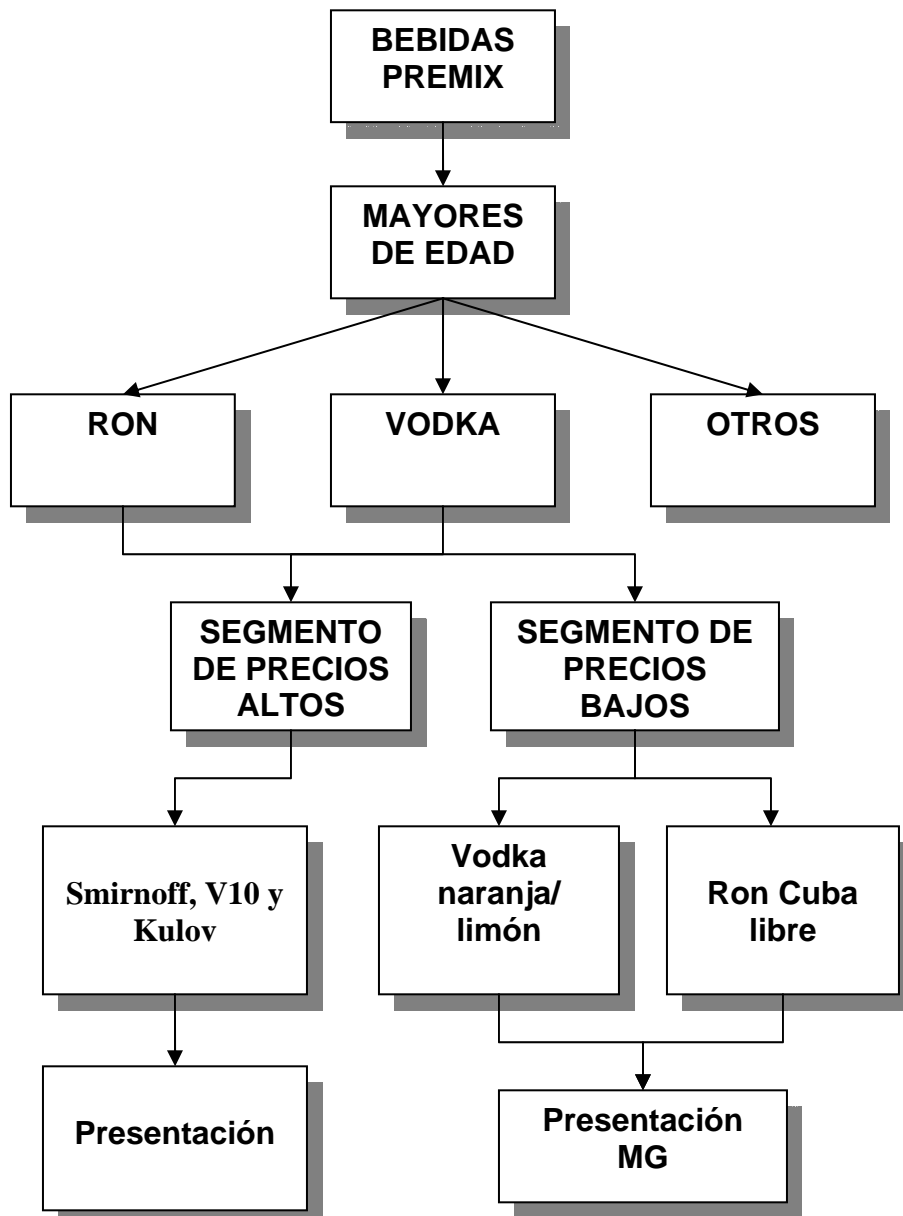 BEBIDAS
PREMIX
MAYORES
DE EDAD
RON
VODKA
OTROS
SEGMENTO
DE PRECIOS
ALTOS
SEGMENTO DE
PRECIOS
BAJOS
Smirnoff, V10 y
Kulov
Vodka
naranja/
limón
Ron Cuba
libre
Presentación
Presentación
MG